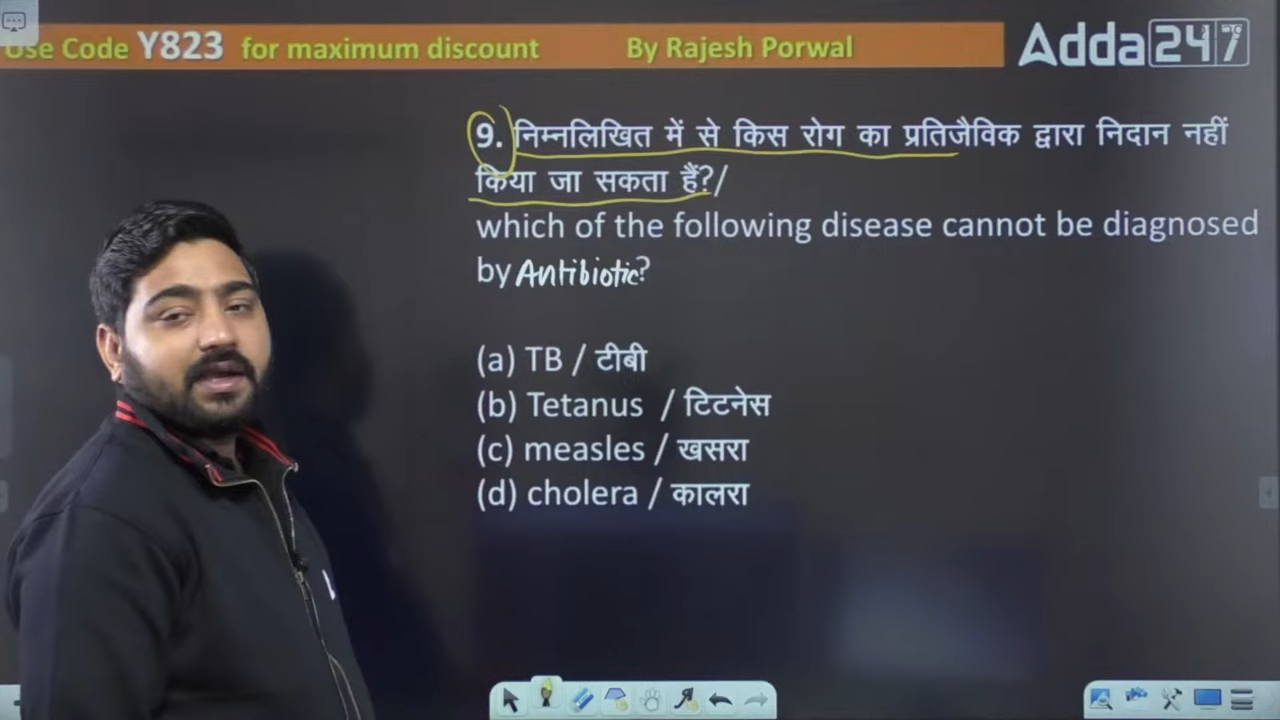 Use Code Y823 for maximum discount By Rajesh Porwal Adda247
9. निम्नलिखित में से किस रोग का प्रतिजैविक द्वारा निदान नहीं
किया जा सकता हैं?/
which of the following disease cannot be diagnosed
by Antibiotic?
(a) TB / टीबी
(b) Tetanus / टिटनेस
(c) measles / खसरा
(d) cholera / कालरा